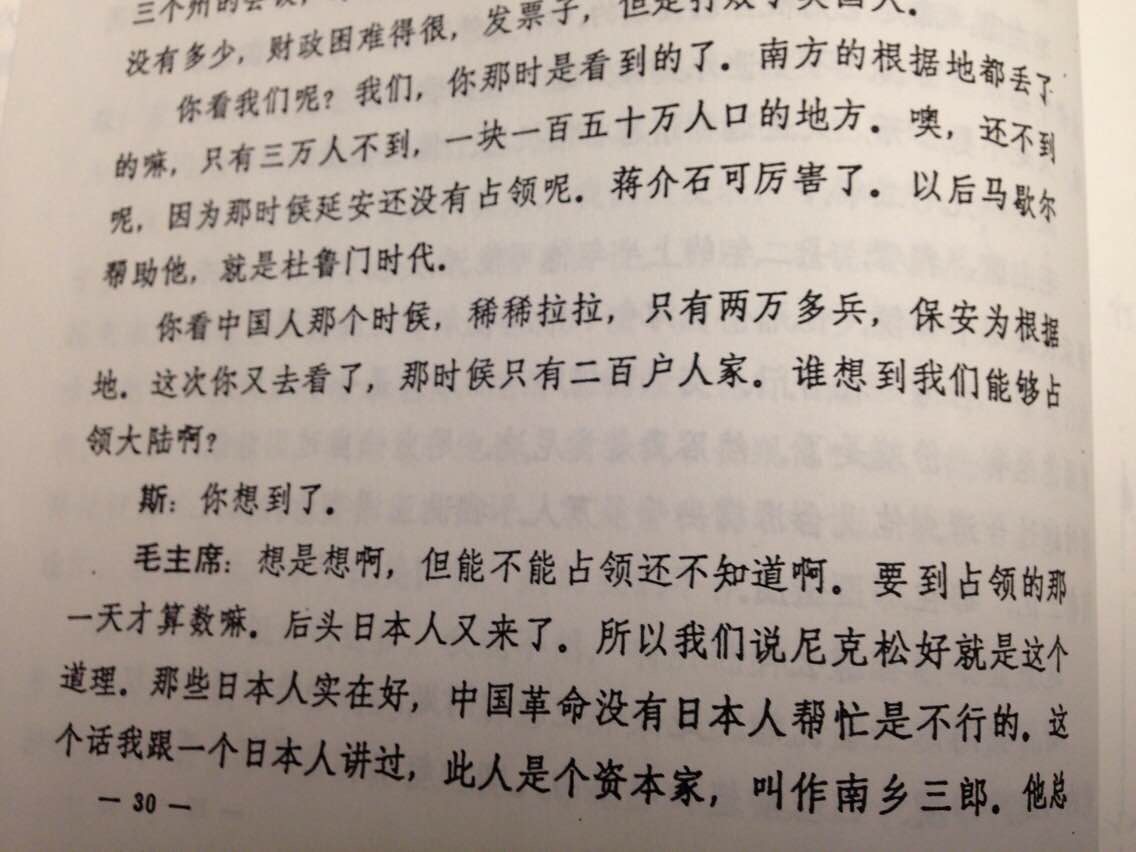 三个州的会议，
没有多少，财政困难得很，发票子，但是打败了英国人．
你看我们呢？我们，你那时是看到的了．南方的根据地都丢了
的嘛，只有三万人不到，一块一百五十万人口的地方．噢，还不到
呢，因为那时候延安还没有占领呢．蒋介石可厉害了．以后马歇尔
帮助他，就是杜鲁门时代．
你看中国人那个时侯，稀稀拉拉，只有两万多兵，保安为根据
地．这次你又去看了，那时侯只有二百户人家．谁想到我们能够占
领大陆啊？
斯：你想到了．
毛主席：想是想啊，但能不能占领还不知道啊．要到占领的那
一天才算数嘛．后头日本人又来了．所以我们说尼克松好就是这个
道理．那些日本人实在好，中国革命没有日本人帮忙是不行的．这
个话我跟一个日本人讲过，此人是个资本家，叫作南乡三郎．他总
— 30 —